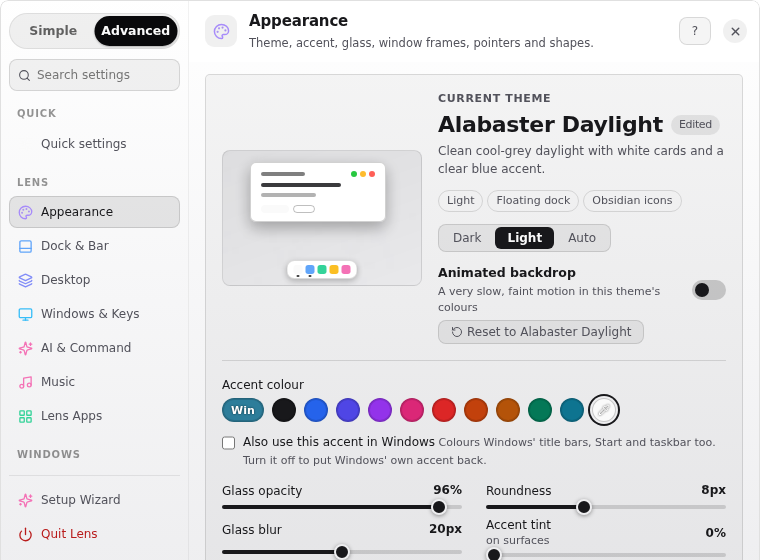 Simple
Advanced
Search settings
QUICK
Quick settings
LENS
Appearance
Dock & Bar
Desktop
Windows & Keys
AI & Command
Music
Lens Apps
WINDOWS
Setup Wizard
Quit Lens
Appearance
Theme, accent, glass, window frames, pointers and shapes.
?
CURRENT THEME
Alabaster Daylight Edited
Clean cool-grey daylight with white cards and a
clear blue accent.
Light Floating dock Obsidian icons
Dark Light Auto
Animated backdrop
A very slow, faint motion in this theme's
colours
Reset to Alabaster Daylight
Accent colour
Win
Also use this accent in Windows Colours Windows' title bars, Start and taskbar too.
Turn it off to put Windows' own accent back.
Glass opacity 96%
Roundness 8px
Glass blur 20px
Accent tint
on surfaces 0%